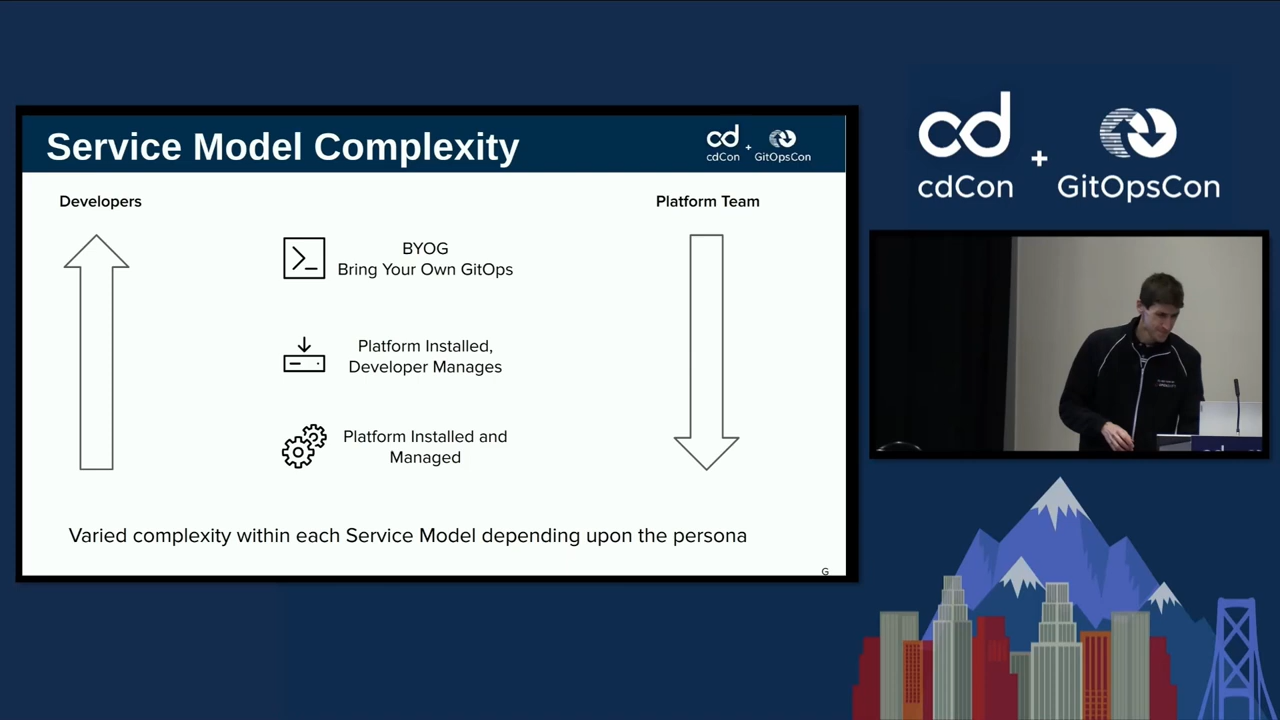 Service Model Complexity
cd
cdCon + GitOpsCon
Developers
Platform Team
BYOG
Bring Your Own GitOps
Platform Installed,
Developer Manages
Platform Installed and
Managed
Varied complexity within each Service Model depending upon the persona
G
cd
cdCon + GitOpsCon